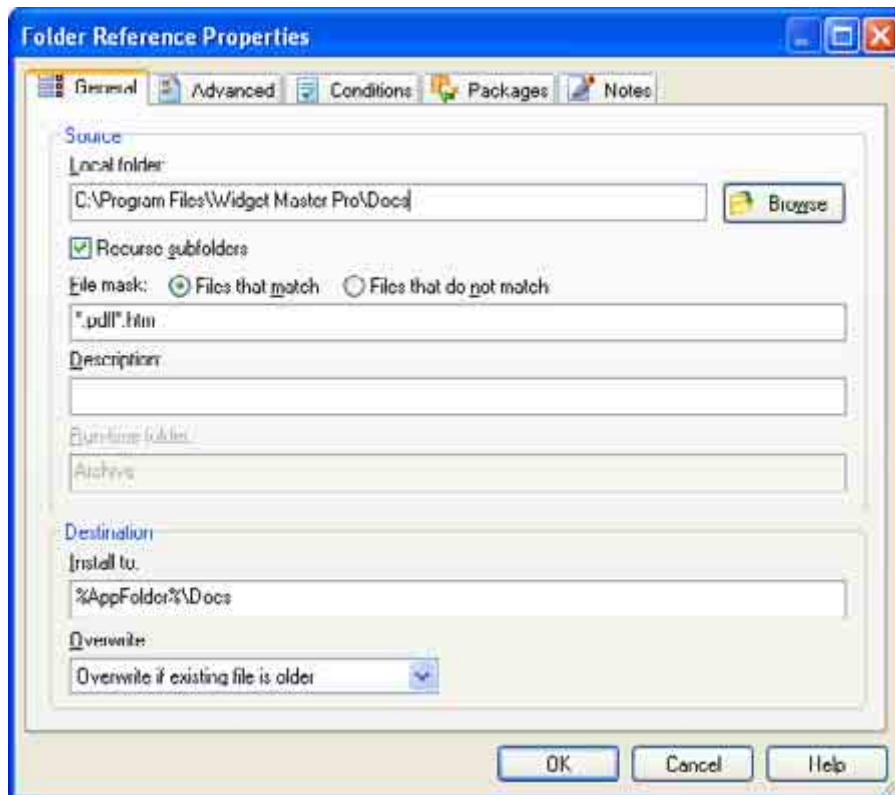 Folder Reference Properties
General Advanced Conditions Packages Notes
Source
Local folder:
C:\Program Files\Widget Master Pro\Docs Browse
Recurse subfolders
File mask: Files that match Files that do not match
*.pdf|*.htm
Description:
Run-time folder:
Archive
Destination
Install to:
%AppFolder%\Docs
Overwrite
Overwrite if existing file is older
OK Cancel Help